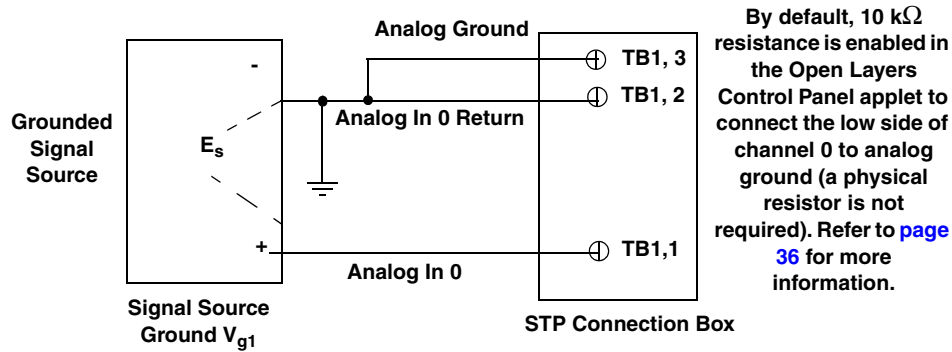 Analog Ground
Grounded
Signal
Source
-
E_s
+
Analog In 0 Return
Analog In 0
TB1, 3
TB1, 2
TB1,1
Signal Source
Ground V_g1
STP Connection Box
By default, 10 kΩ
resistance is enabled in
the Open Layers
Control Panel applet to
connect the low side of
channel 0 to analog
ground (a physical
resistor is not
required). Refer to page
36 for more
information.